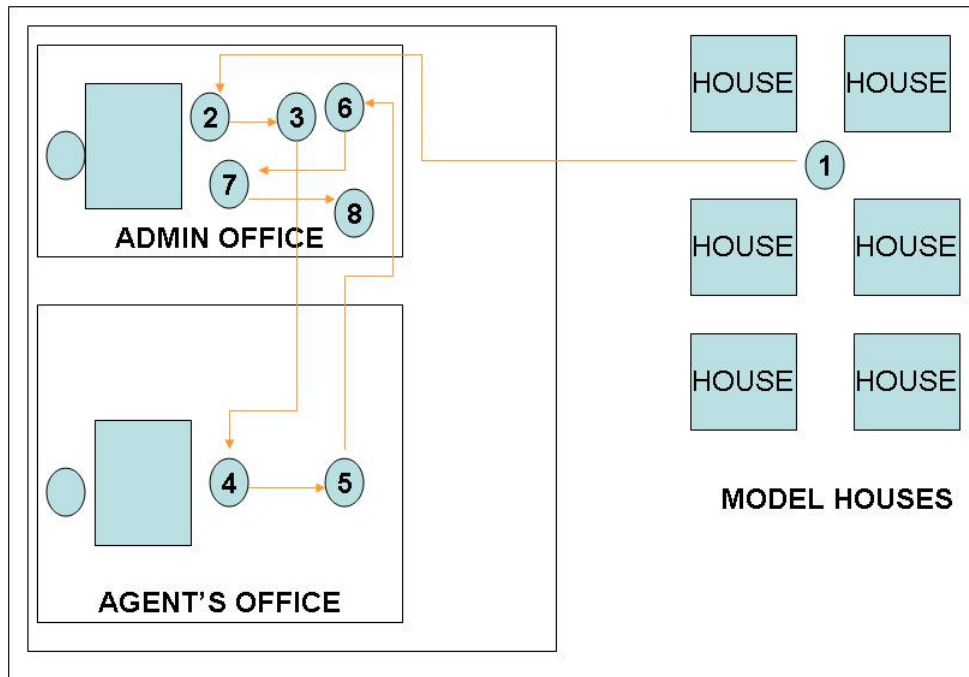 HOUSE HOUSE
2 3 6
1
7
8
ADMIN OFFICE
HOUSE HOUSE
HOUSE HOUSE
4 5
MODEL HOUSES
AGENT'S OFFICE